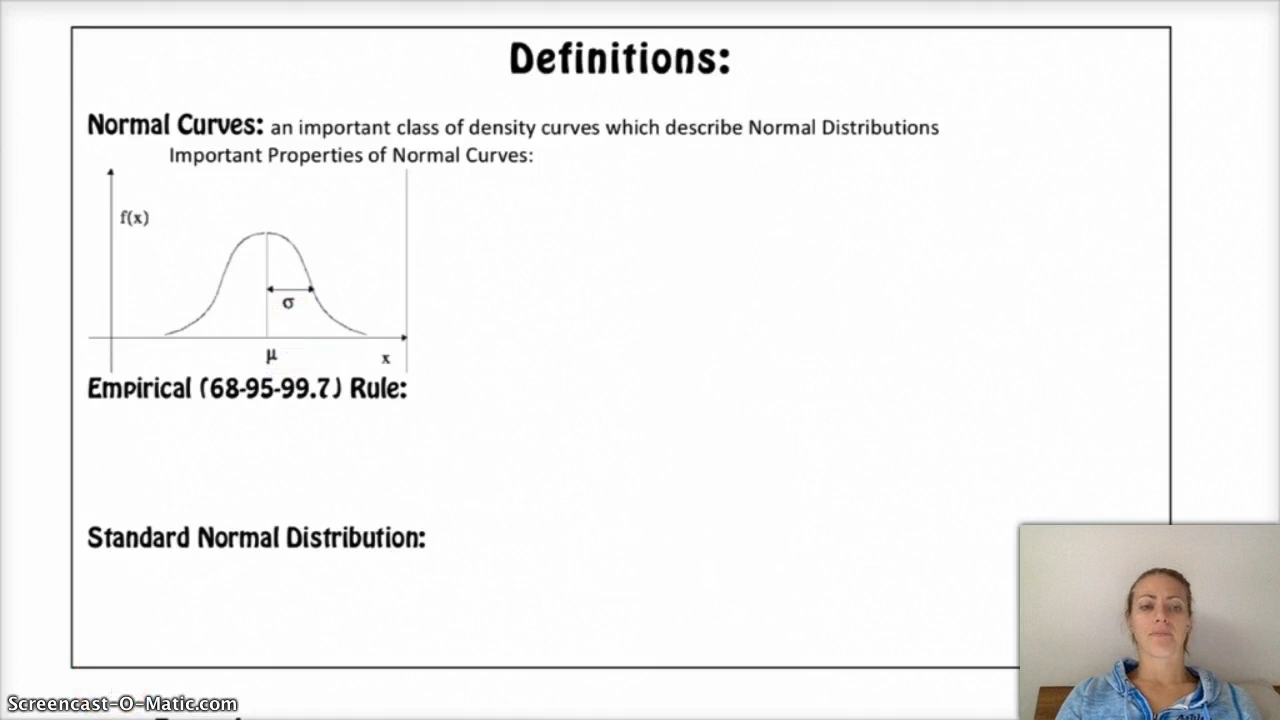 Definitions:
Normal Curves: an important class of density curves which describe Normal Distributions
Important Properties of Normal Curves:
f(x)
σ
μ
x
Empirical (68-95-99.7) Rule:
Standard Normal Distribution:
Screencast-O-Matic.com